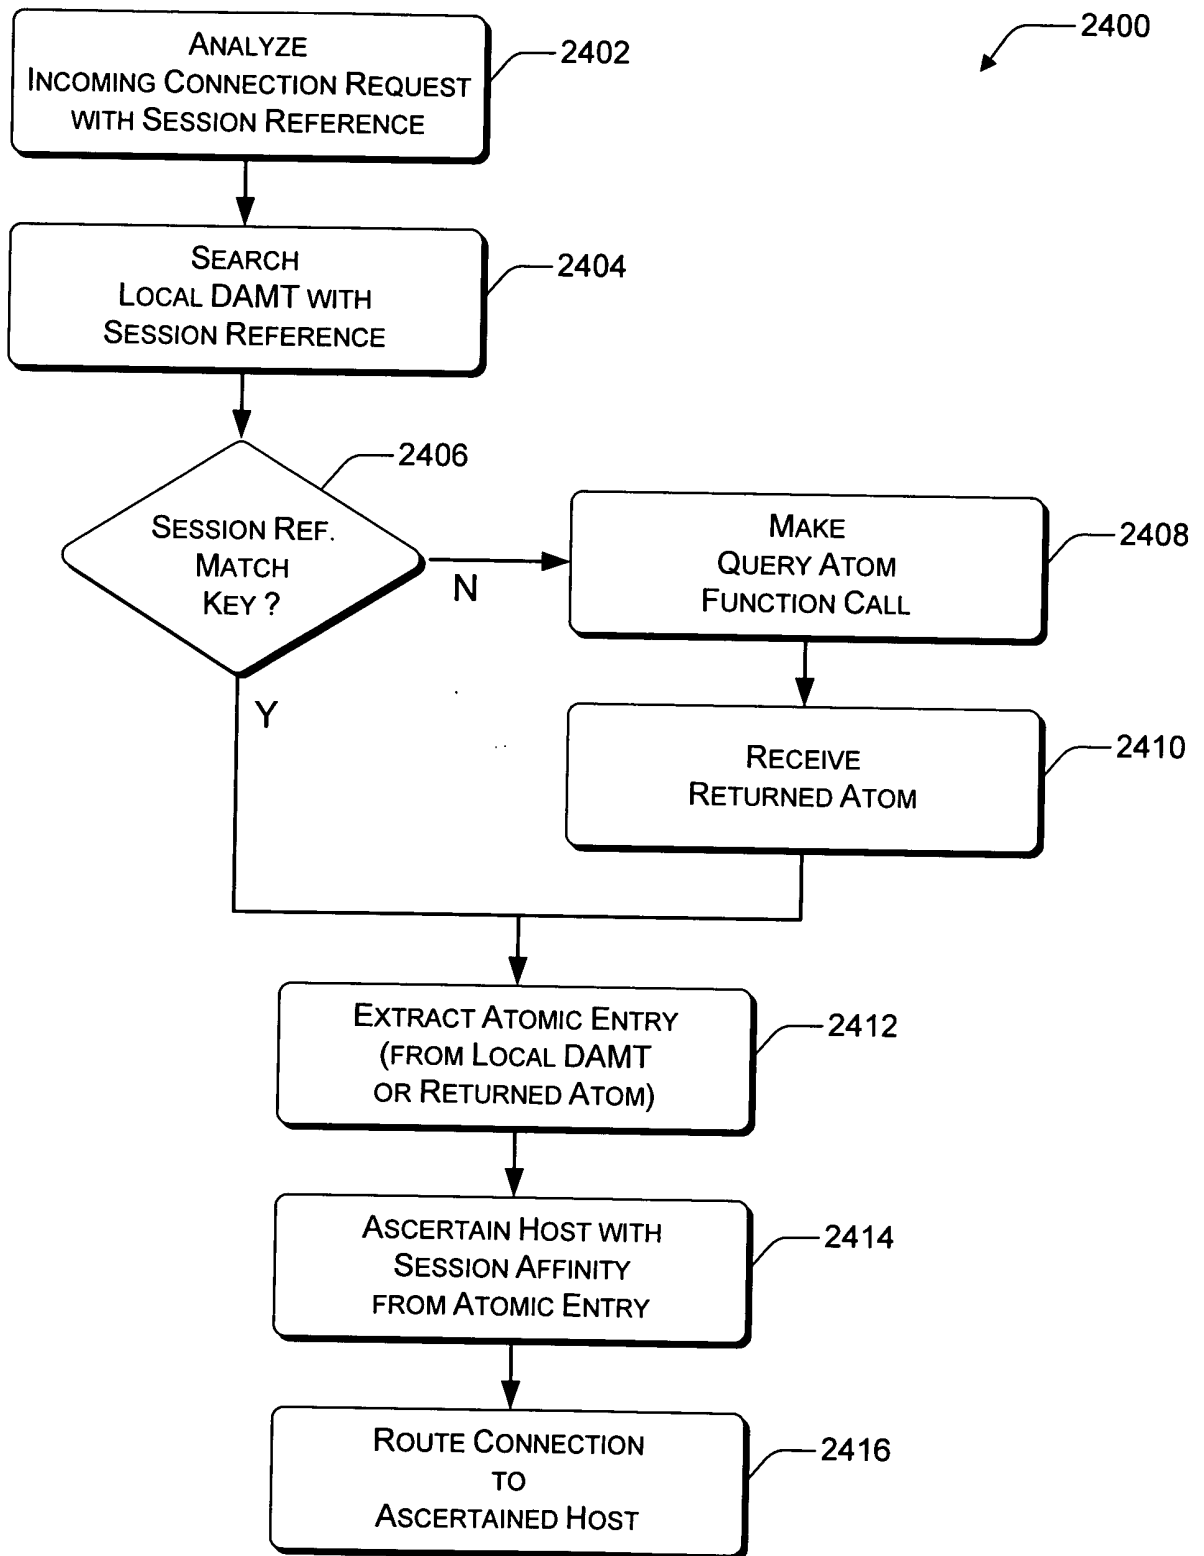 2400
ANALYZE
INCOMING CONNECTION REQUEST
WITH SESSION REFERENCE
2402
SEARCH
LOCAL DAMT WITH
SESSION REFERENCE
2404
SESSION REF.
MATCH
KEY ?
2406
N
Y
MAKE
QUERY ATOM
FUNCTION CALL
2408
RECEIVE
RETURNED ATOM
2410
EXTRACT ATOMIC ENTRY
(FROM LOCAL DAMT
OR RETURNED ATOM)
2412
ASCERTAIN HOST WITH
SESSION AFFINITY
FROM ATOMIC ENTRY
2414
ROUTE CONNECTION
TO
ASCERTAINED HOST
2416